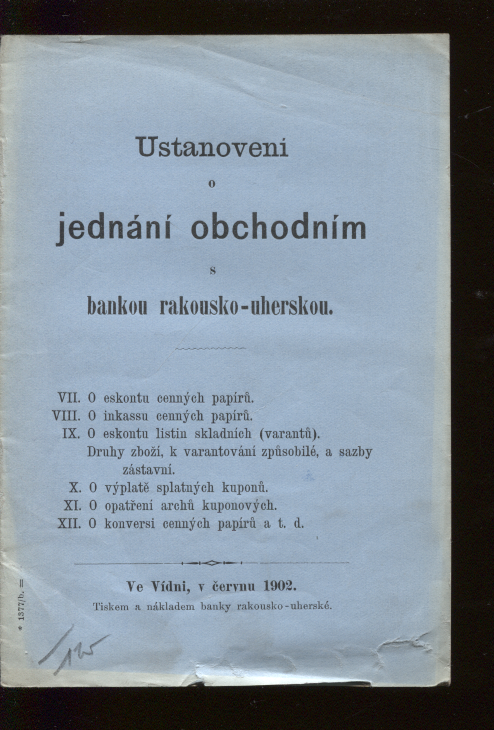 Ustanovení
o
jednání obchodním
s
bankou rakousko-uherskou.
VII. O eskontu cenných papírů.
VIII. O inkassu cenných papírů.
IX. O eskontu listin skladních (varantů).
Druhy zboží, k varantování způsobilé, a sazby
zástavní.
X. O výplatě splatných kuponů.
XI. O opatření archů kuponových.
XII. O konversi cenných papírů a t. d.
Ve Vídni, v červnu 1902.
Tiskem a nákladem banky rakousko-uherské.
* 1377/h. =